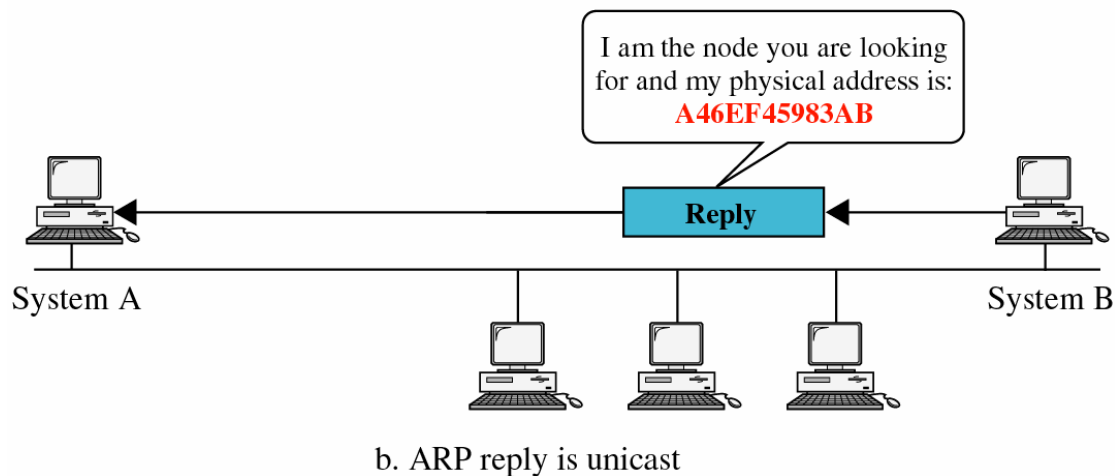 I am the node you are looking
for and my physical address is:
A46EF45983AB
Reply
System A
System B
b. ARP reply is unicast